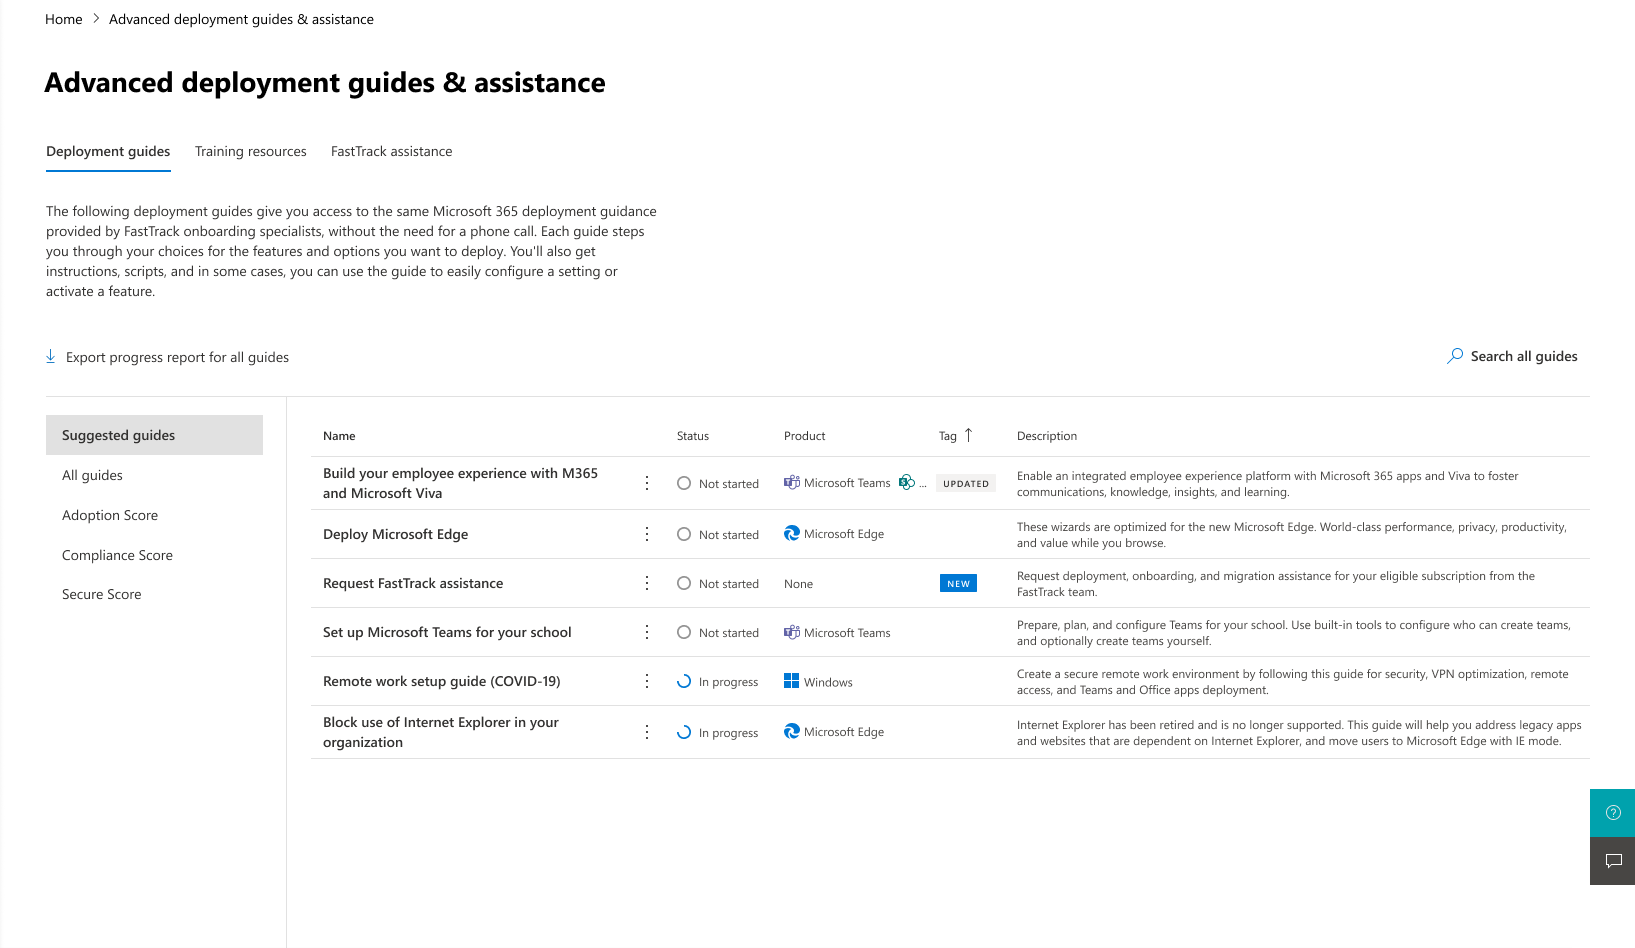 Home > Advanced deployment guides & assistance
Advanced deployment guides & assistance
Deployment guides Training resources FastTrack assistance
The following deployment guides give you access to the same Microsoft 365 deployment guidance
provided by FastTrack onboarding specialists, without the need for a phone call. Each guide steps
you through your choices for the features and options you want to deploy. You'll also get
instructions, scripts, and in some cases, you can use the guide to easily configure a setting or
activate a feature.
Export progress report for all guides
Search all guides
Suggested guides
All guides
Adoption Score
Compliance Score
Secure Score
Name Status Product Tag ↑ Description
Build your employee experience with M365
and Microsoft Viva
Not started
Microsoft Teams ...
UPDATED
Enable an integrated employee experience platform with Microsoft 365 apps and Viva to foster
communications, knowledge, insights, and learning.
Deploy Microsoft Edge
Not started
Microsoft Edge
These wizards are optimized for the new Microsoft Edge. World-class performance, privacy, productivity,
and value while you browse.
Request FastTrack assistance
Not started
None
NEW
Request deployment, onboarding, and migration assistance for your eligible subscription from the
FastTrack team.
Set up Microsoft Teams for your school
Not started
Microsoft Teams
Prepare, plan, and configure Teams for your school. Use built-in tools to configure who can create teams,
and optionally create teams yourself.
Remote work setup guide (COVID-19)
In progress
Windows
Create a secure remote work environment by following this guide for security, VPN optimization, remote
access, and Teams and Office apps deployment.
Block use of Internet Explorer in your
organization
In progress
Microsoft Edge
Internet Explorer has been retired and is no longer supported. This guide will help you address legacy apps
and websites that are dependent on Internet Explorer, and move users to Microsoft Edge with IE mode.